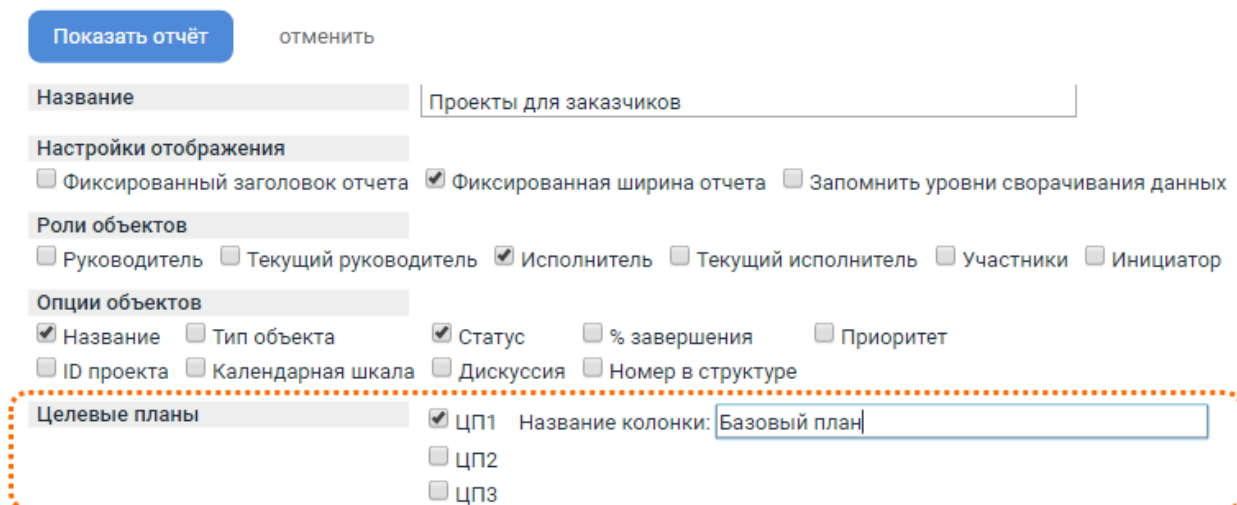 Показать отчёт отменить
Название Проекты для заказчиков
Настройки отображения
Фиксированный заголовок отчета Фиксированная ширина отчета Запомнить уровни сворачивания данных
Роли объектов
Руководитель Текущий руководитель Исполнитель Текущий исполнитель Участники Инициатор
Опции объектов
Название Тип объекта Статус % завершения Приоритет
ID проекта Календарная шкала Дискуссия Номер в структуре
Целевые планы ЦП1 Название колонки: Базовый план
ЦП2
ЦП3